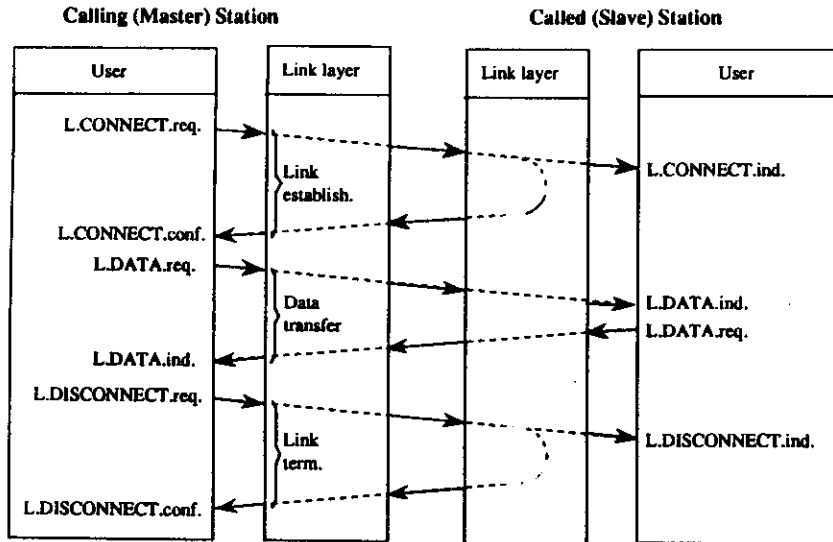 Calling (Master) Station
Called (Slave) Station
User
Link layer
Link layer
User
L.CONNECT.req.
L.CONNECT.ind.
Link
establish.
L.CONNECT.conf.
L.DATA.req.
L.DATA.ind.
Data
transfer
L.DATA.req.
L.DATA.ind.
L.DISCONNECT.req.
L.DISCONNECT.ind.
Link
term.
L.DISCONNECT.conf.